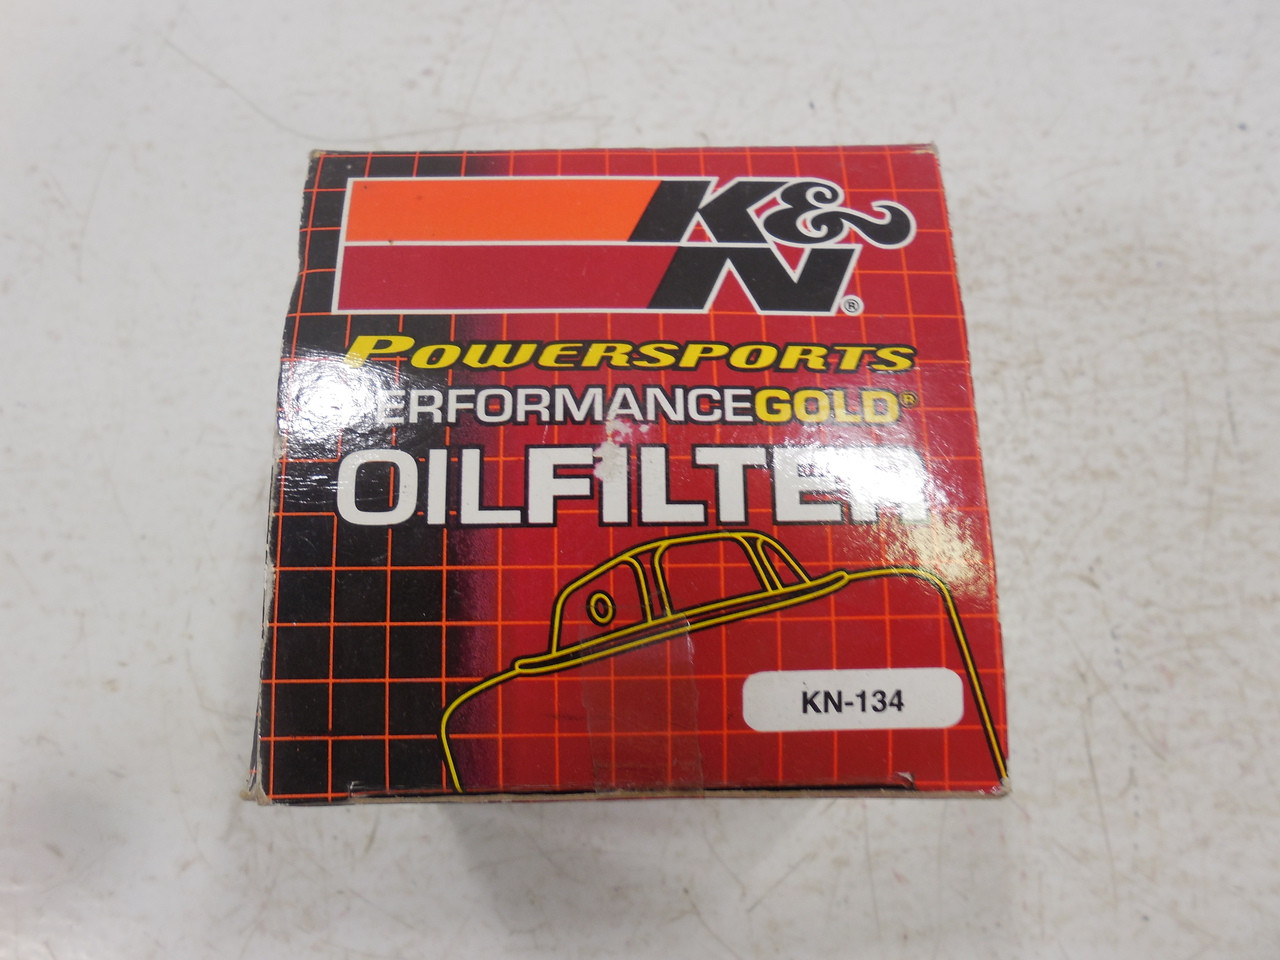 K&
N®
POWERSPORTS
PERFORMANCEGOLD®
OILFILTER
KN-134